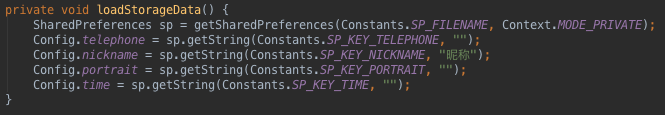 private void loadStorageData() {
SharedPreferences sp = getSharedPreferences(Constants.SP_FILENAME, Context.MODE_PRIVATE);
Config.telephone = sp.getString(Constants.SP_KEY_TELEPHONE, "");
Config.nickname = sp.getString(Constants.SP_KEY_NICKNAME, "昵称");
Config.portrait = sp.getString(Constants.SP_KEY_PORTRAIT, "");
Config.time = sp.getString(Constants.SP_KEY_TIME, "");
}